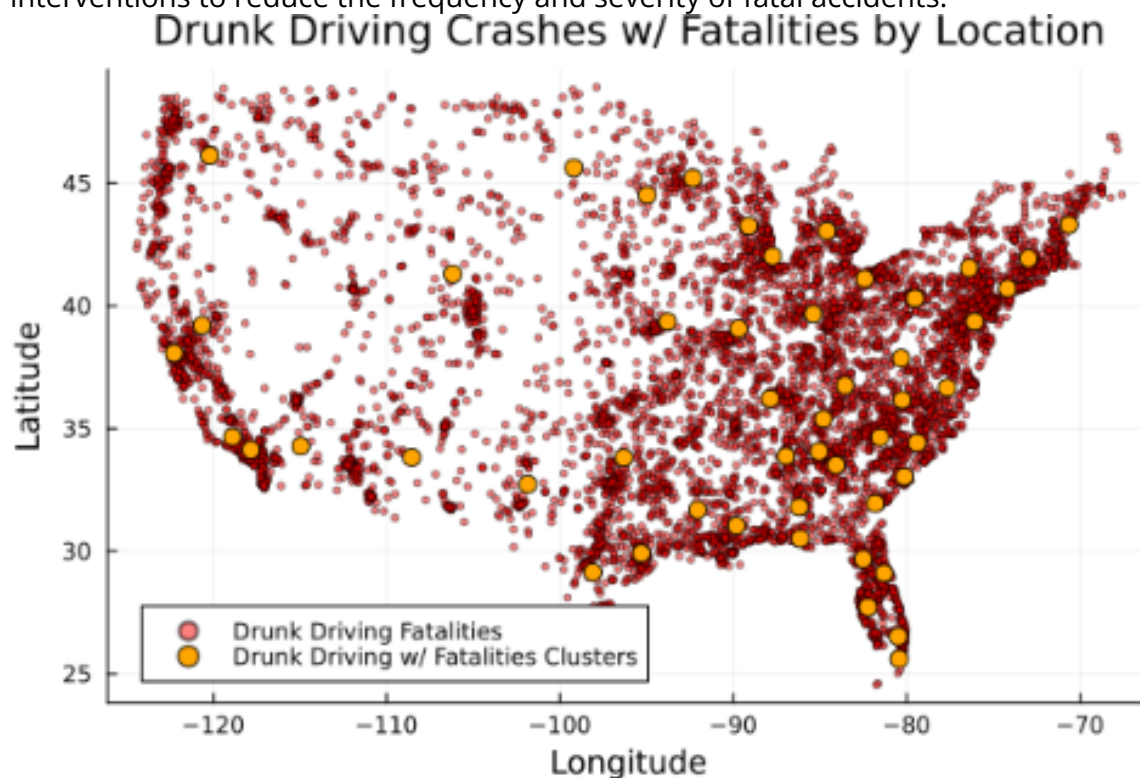 interventions to reduce the frequency and severity of fatal accidents.
Drunk Driving Crashes w/ Fatalities by Location
Latitude
45
40
35
30
25
Drunk Driving Fatalities
Drunk Driving w/ Fatalities Clusters
−120
−110
−100
−90
−80
−70
Longitude